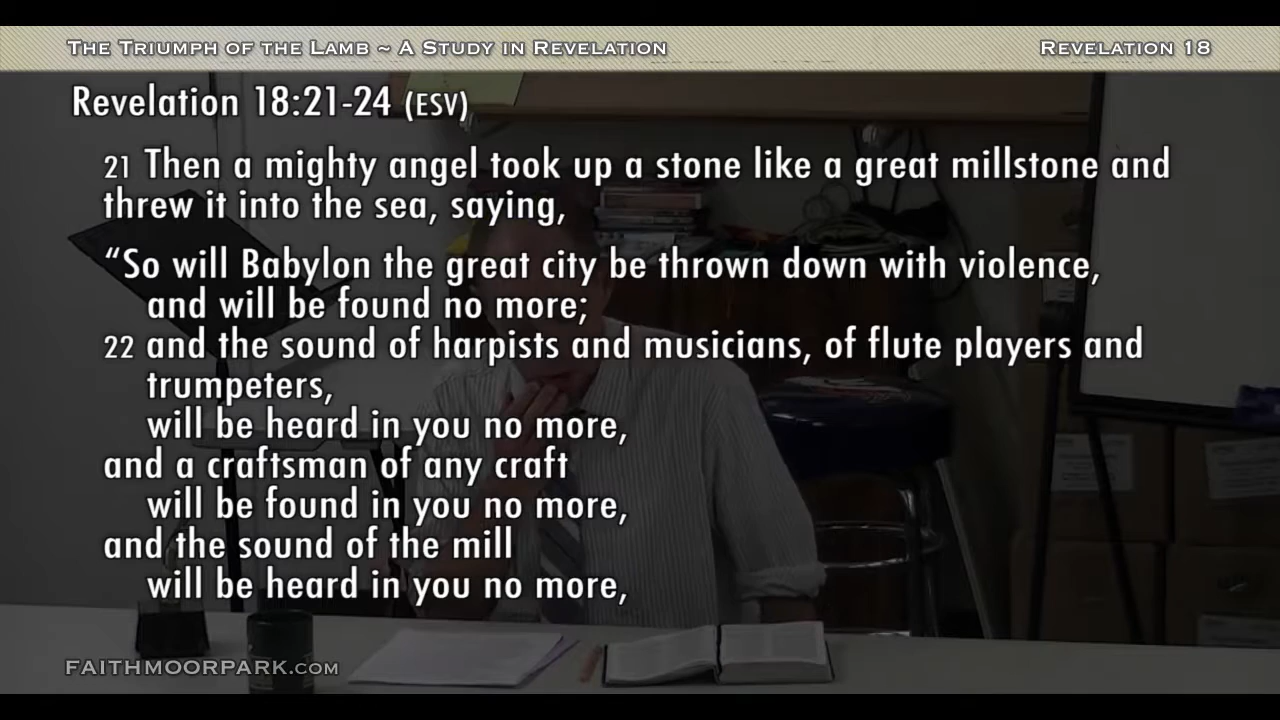 The Triumph of the Lamb ~ A Study in Revelation
Revelation 18
Revelation 18:21-24 (ESV)
21 Then a mighty angel took up a stone like a great millstone and
threw it into the sea, saying,
“So will Babylon the great city be thrown down with violence,
and will be found no more;
22 and the sound of harpists and musicians, of flute players and
trumpeters,
will be heard in you no more,
and a craftsman of any craft
will be found in you no more,
and the sound of the mill
will be heard in you no more,
FAITHMOORPARK.COM